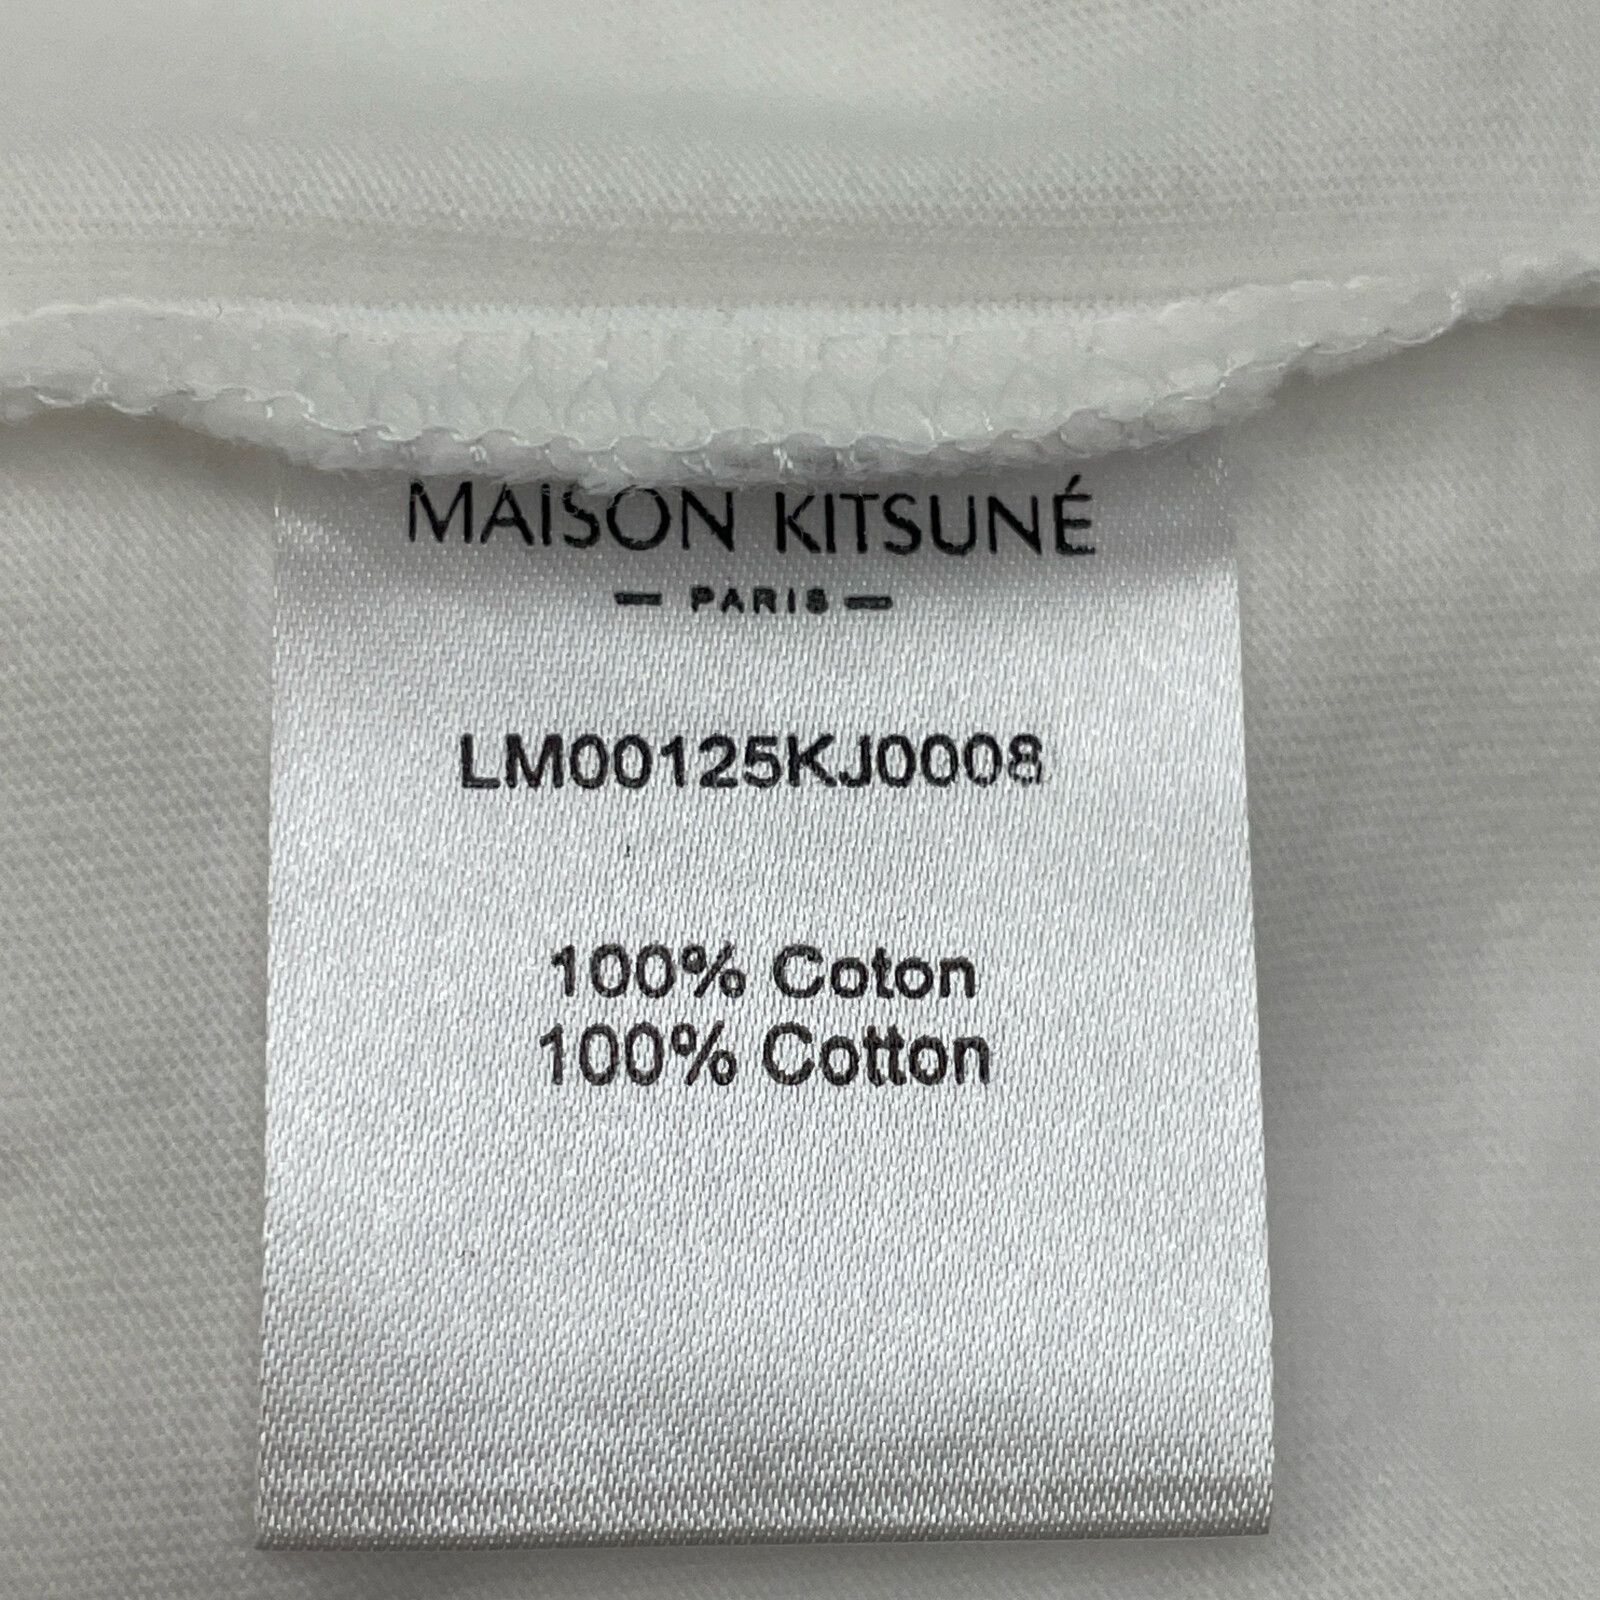 MAISON KITSUNÉ
— PARIS —
LM00125KJ0008
100% Coton
100% Cotton